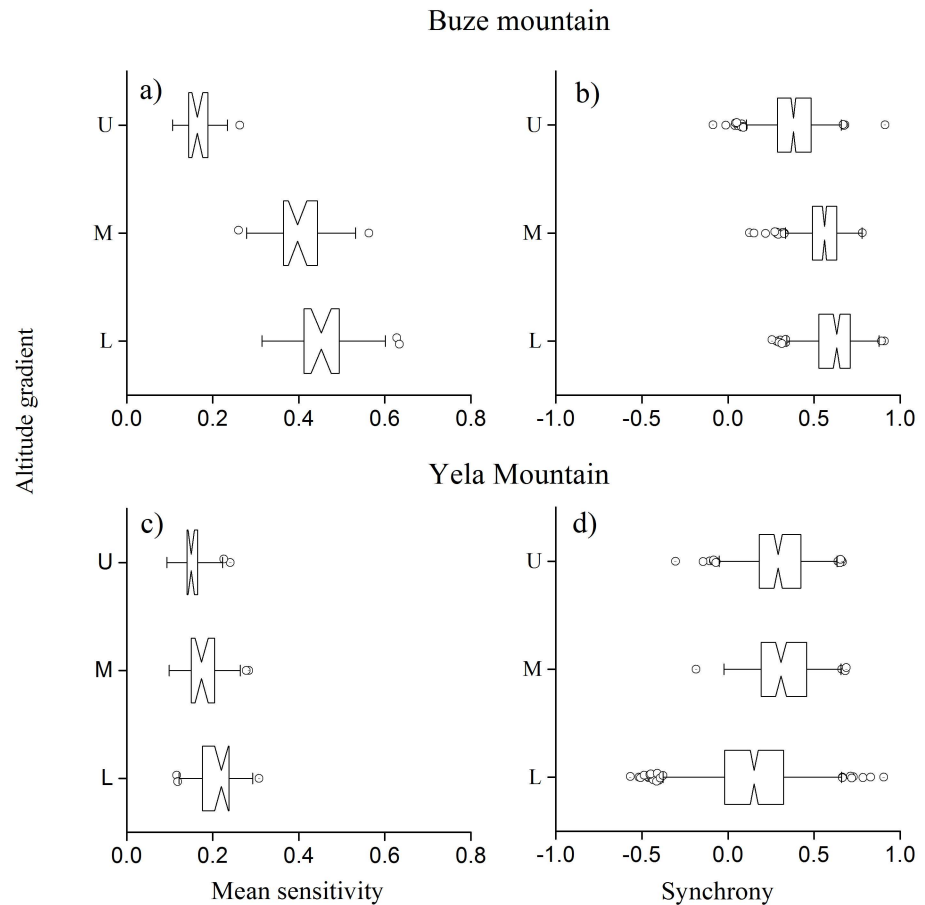 Buze mountain
a)
b)
U
U
M
M
L
L
0.0 0.2 0.4 0.6 0.8
-1.0 -0.5 0.0 0.5 1.0
Altitude gradient
Yela Mountain
c)
d)
U
U
M
M
L
L
0.0 0.2 0.4 0.6 0.8
-1.0 -0.5 0.0 0.5 1.0
Mean sensitivity
Synchrony